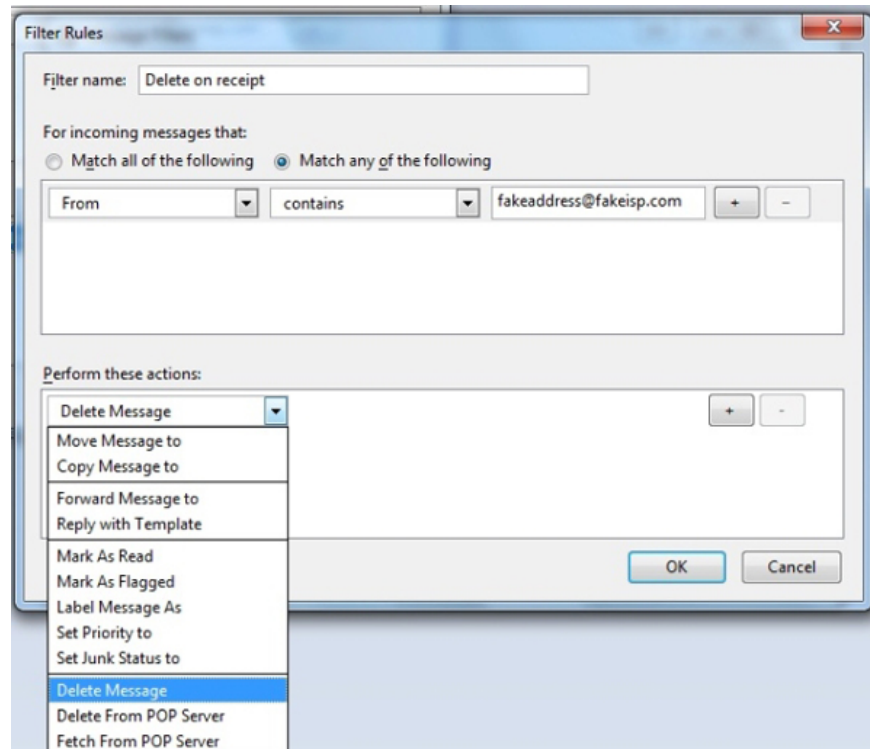 Filter Rules
Filter name: Delete on receipt
For incoming messages that:
Match all of the following Match any of the following
From contains fakeaddress@fakeisp.com + -
Perform these actions:
Delete Message + -
Move Message to
Copy Message to
Forward Message to
Reply with Template
Mark As Read
Mark As Flagged
Label Message As
Set Priority to
Set Junk Status to
Delete Message
Delete From POP Server
Fetch From POP Server
OK Cancel